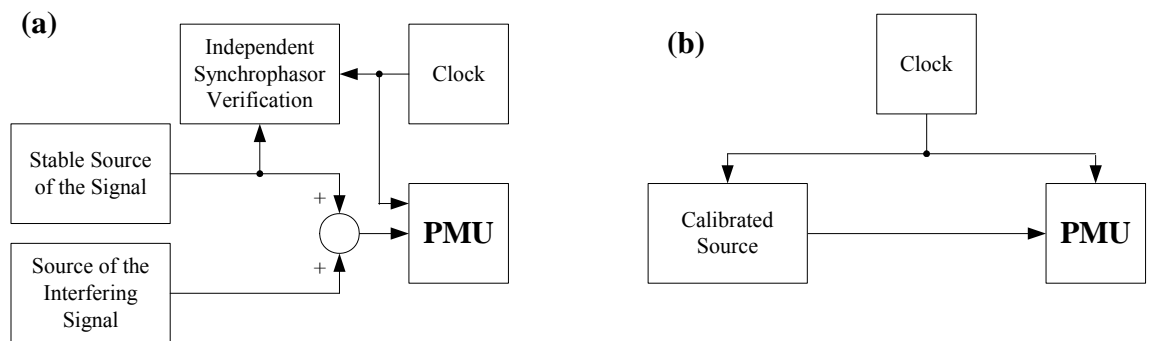 (a)
Independent
Synchrophasor
Verification
Clock
Stable Source
of the Signal
+
PMU
+
Source of the
Interfering
Signal
(b)
Clock
Calibrated
Source
PMU